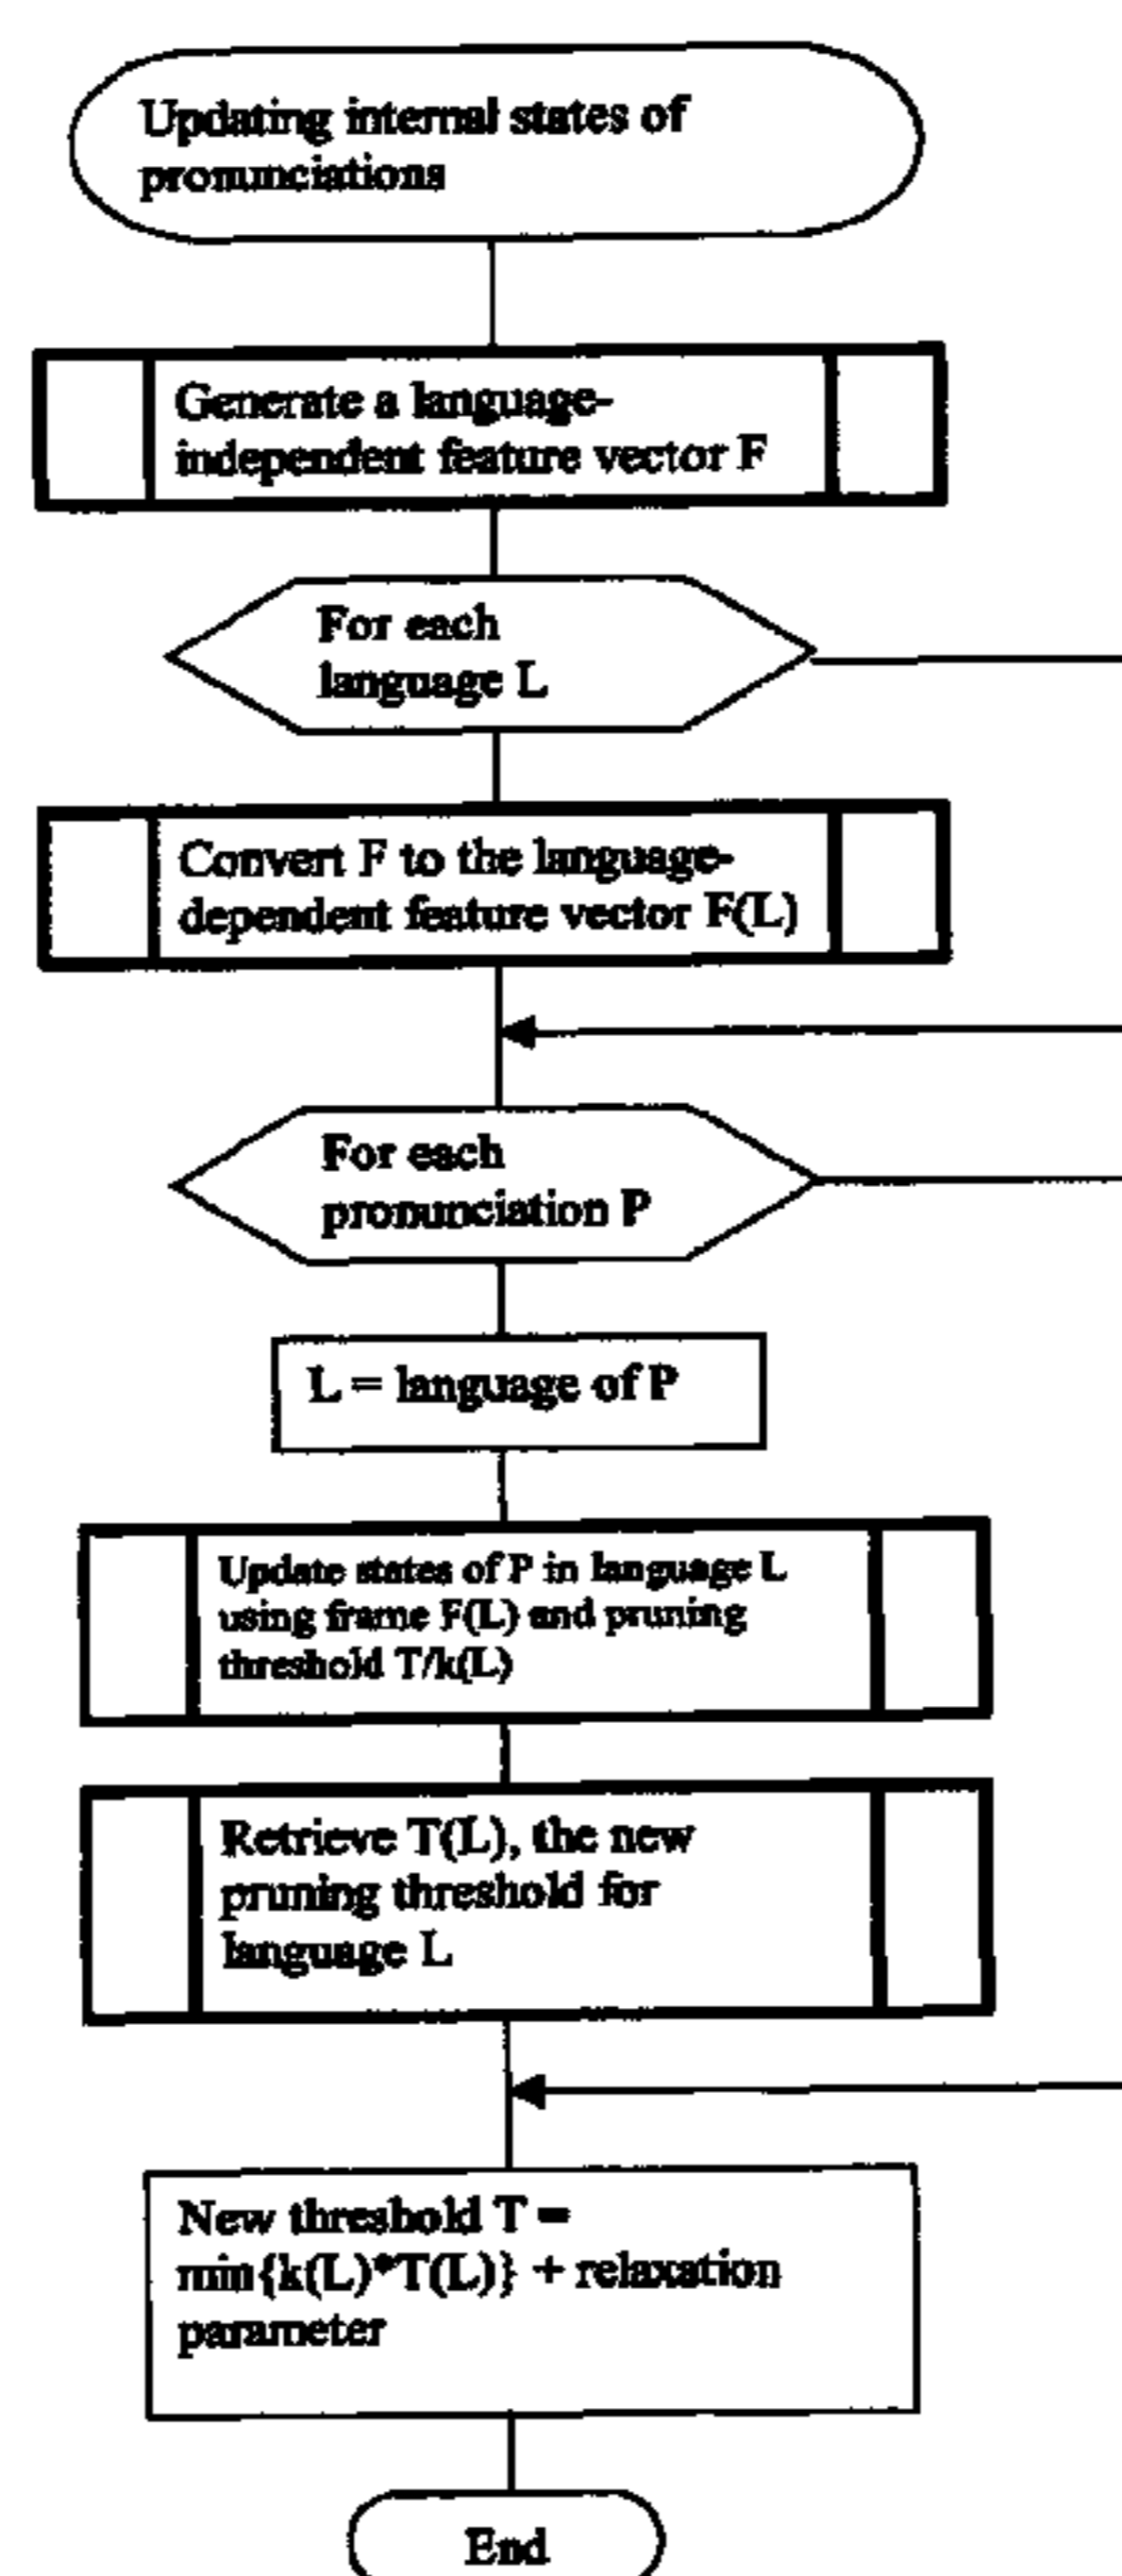 Updating internal states of
pronunciations
Generate a language-
independent feature vector F
For each
language L
Convert F to the language-
dependent feature vector F(L)
For each
pronunciation P
L = language of P
Update states of P in language L
using frame F(L) and pruning
threshold T/k(L)
Retrieve T(L), the new
pruning threshold for
language L
New threshold T =
min{k(L)*T(L)} + relaxation
parameter
End